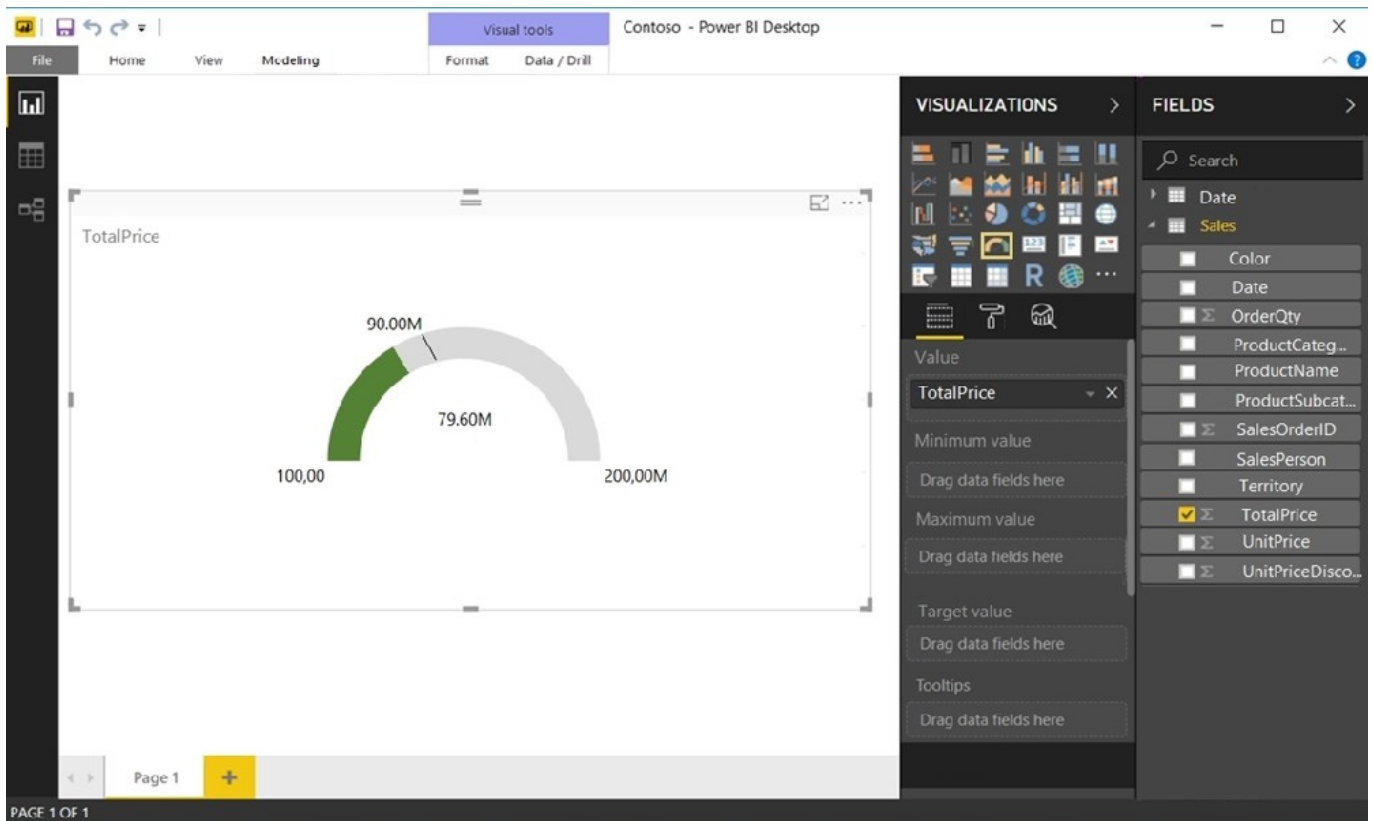 Visual tools
Contoso - Power BI Desktop
File
Home
View
Modeling
Format
Data / Drill
?
VISUALIZATIONS
FIELDS
Search
Date
Sales
Color
Date
Σ OrderQty
ProductCateg...
ProductName
ProductSubcat...
Σ SalesOrderID
SalesPerson
Territory
Σ TotalPrice
Σ UnitPrice
Σ UnitPriceDisco...
123
R
...
Value
TotalPrice
Minimum value
Drag data fields here
Maximum value
Drag data fields here
Target value
Drag data fields here
Tooltips
Drag data fields here
TotalPrice
90.00M
79.60M
100,00
200,00M
Page 1
+
PAGE 1 OF 1